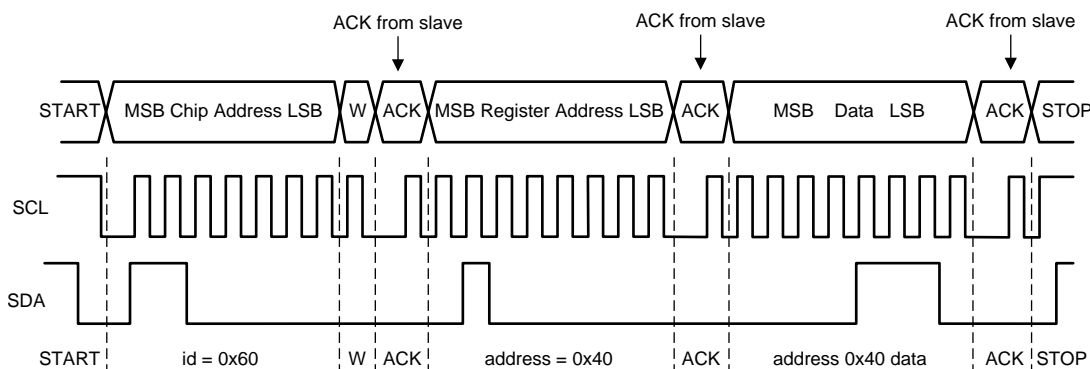 ACK from slave ACK from slave ACK from slave
START MSB Chip Address LSB W ACK MSB Register Address LSB ACK MSB Data LSB ACK STOP
SCL
SDA
START id = 0x60 W ACK address = 0x40 ACK address 0x40 data ACK STOP